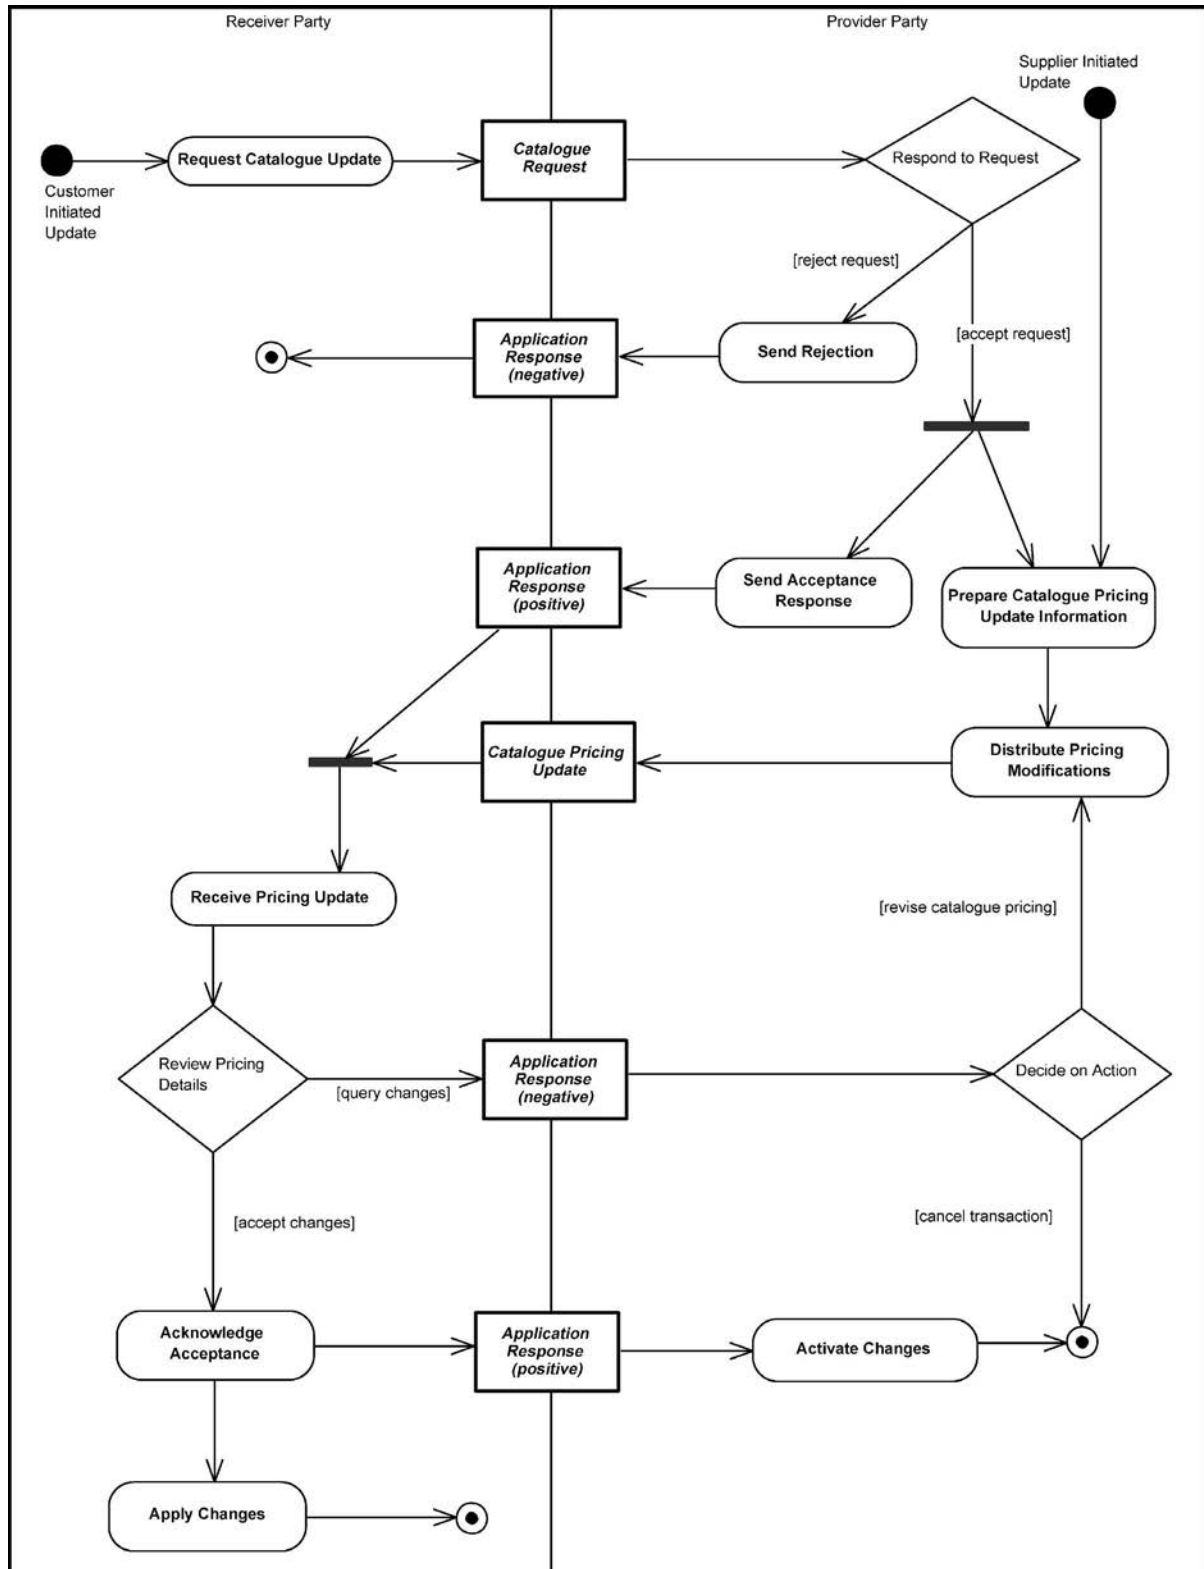 Receiver Party
Provider Party
Supplier Initiated
Update
Request Catalogue Update
Catalogue
Request
Respond to Request
Customer
Initiated
Update
[reject request]
[accept request]
Application
Response
(negative)
Send Rejection
Application
Response
(positive)
Send Acceptance
Response
Prepare Catalogue Pricing
Update Information
Catalogue Pricing
Update
Distribute Pricing
Modifications
Receive Pricing Update
[revise catalogue pricing]
Review Pricing
Details
[query changes]
Application
Response
(negative)
Decide on Action
[accept changes]
[cancel transaction]
Acknowledge
Acceptance
Application
Response
(positive)
Activate Changes
Apply Changes